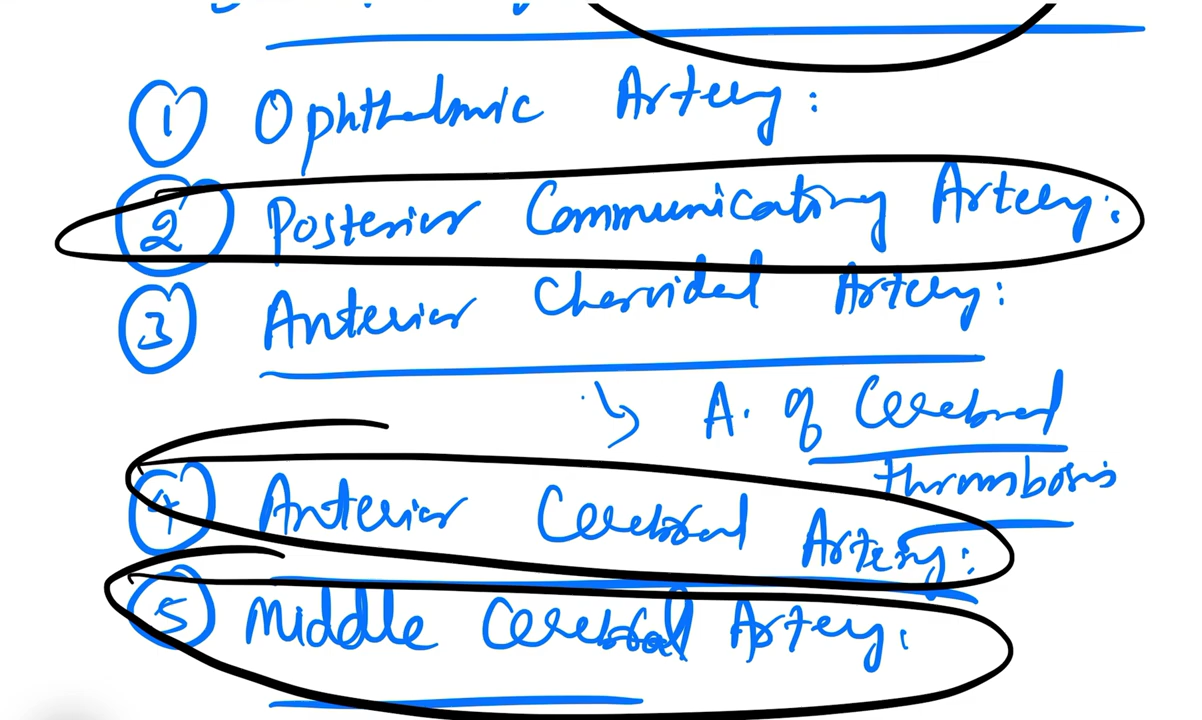 ① Ophthalmic Artery:
② Posterior Communicating Artery:
③ Anterior Choroidal Artery:
↳ A. of Cerebral
thrombosis
④ Anterior Cerebral Artery:
⑤ Middle Cerebral Artery: